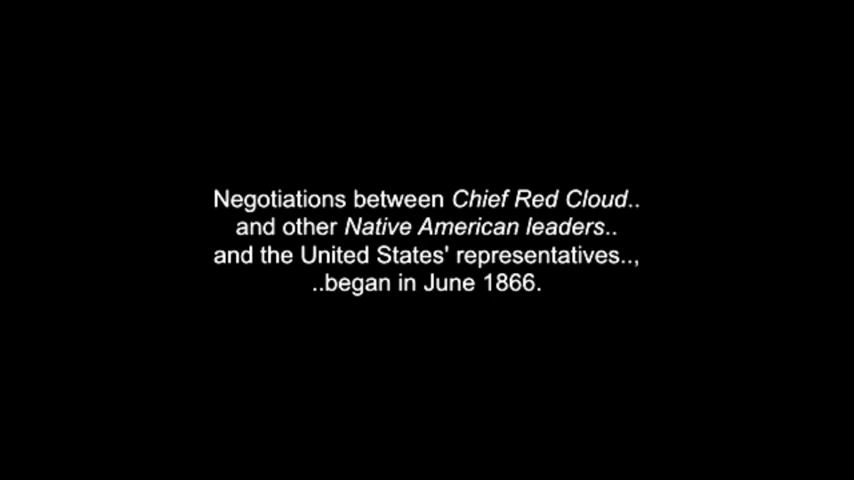 Negotiations between Chief Red Cloud..
and other Native American leaders..
and the United States' representatives..,
..began in June 1866.